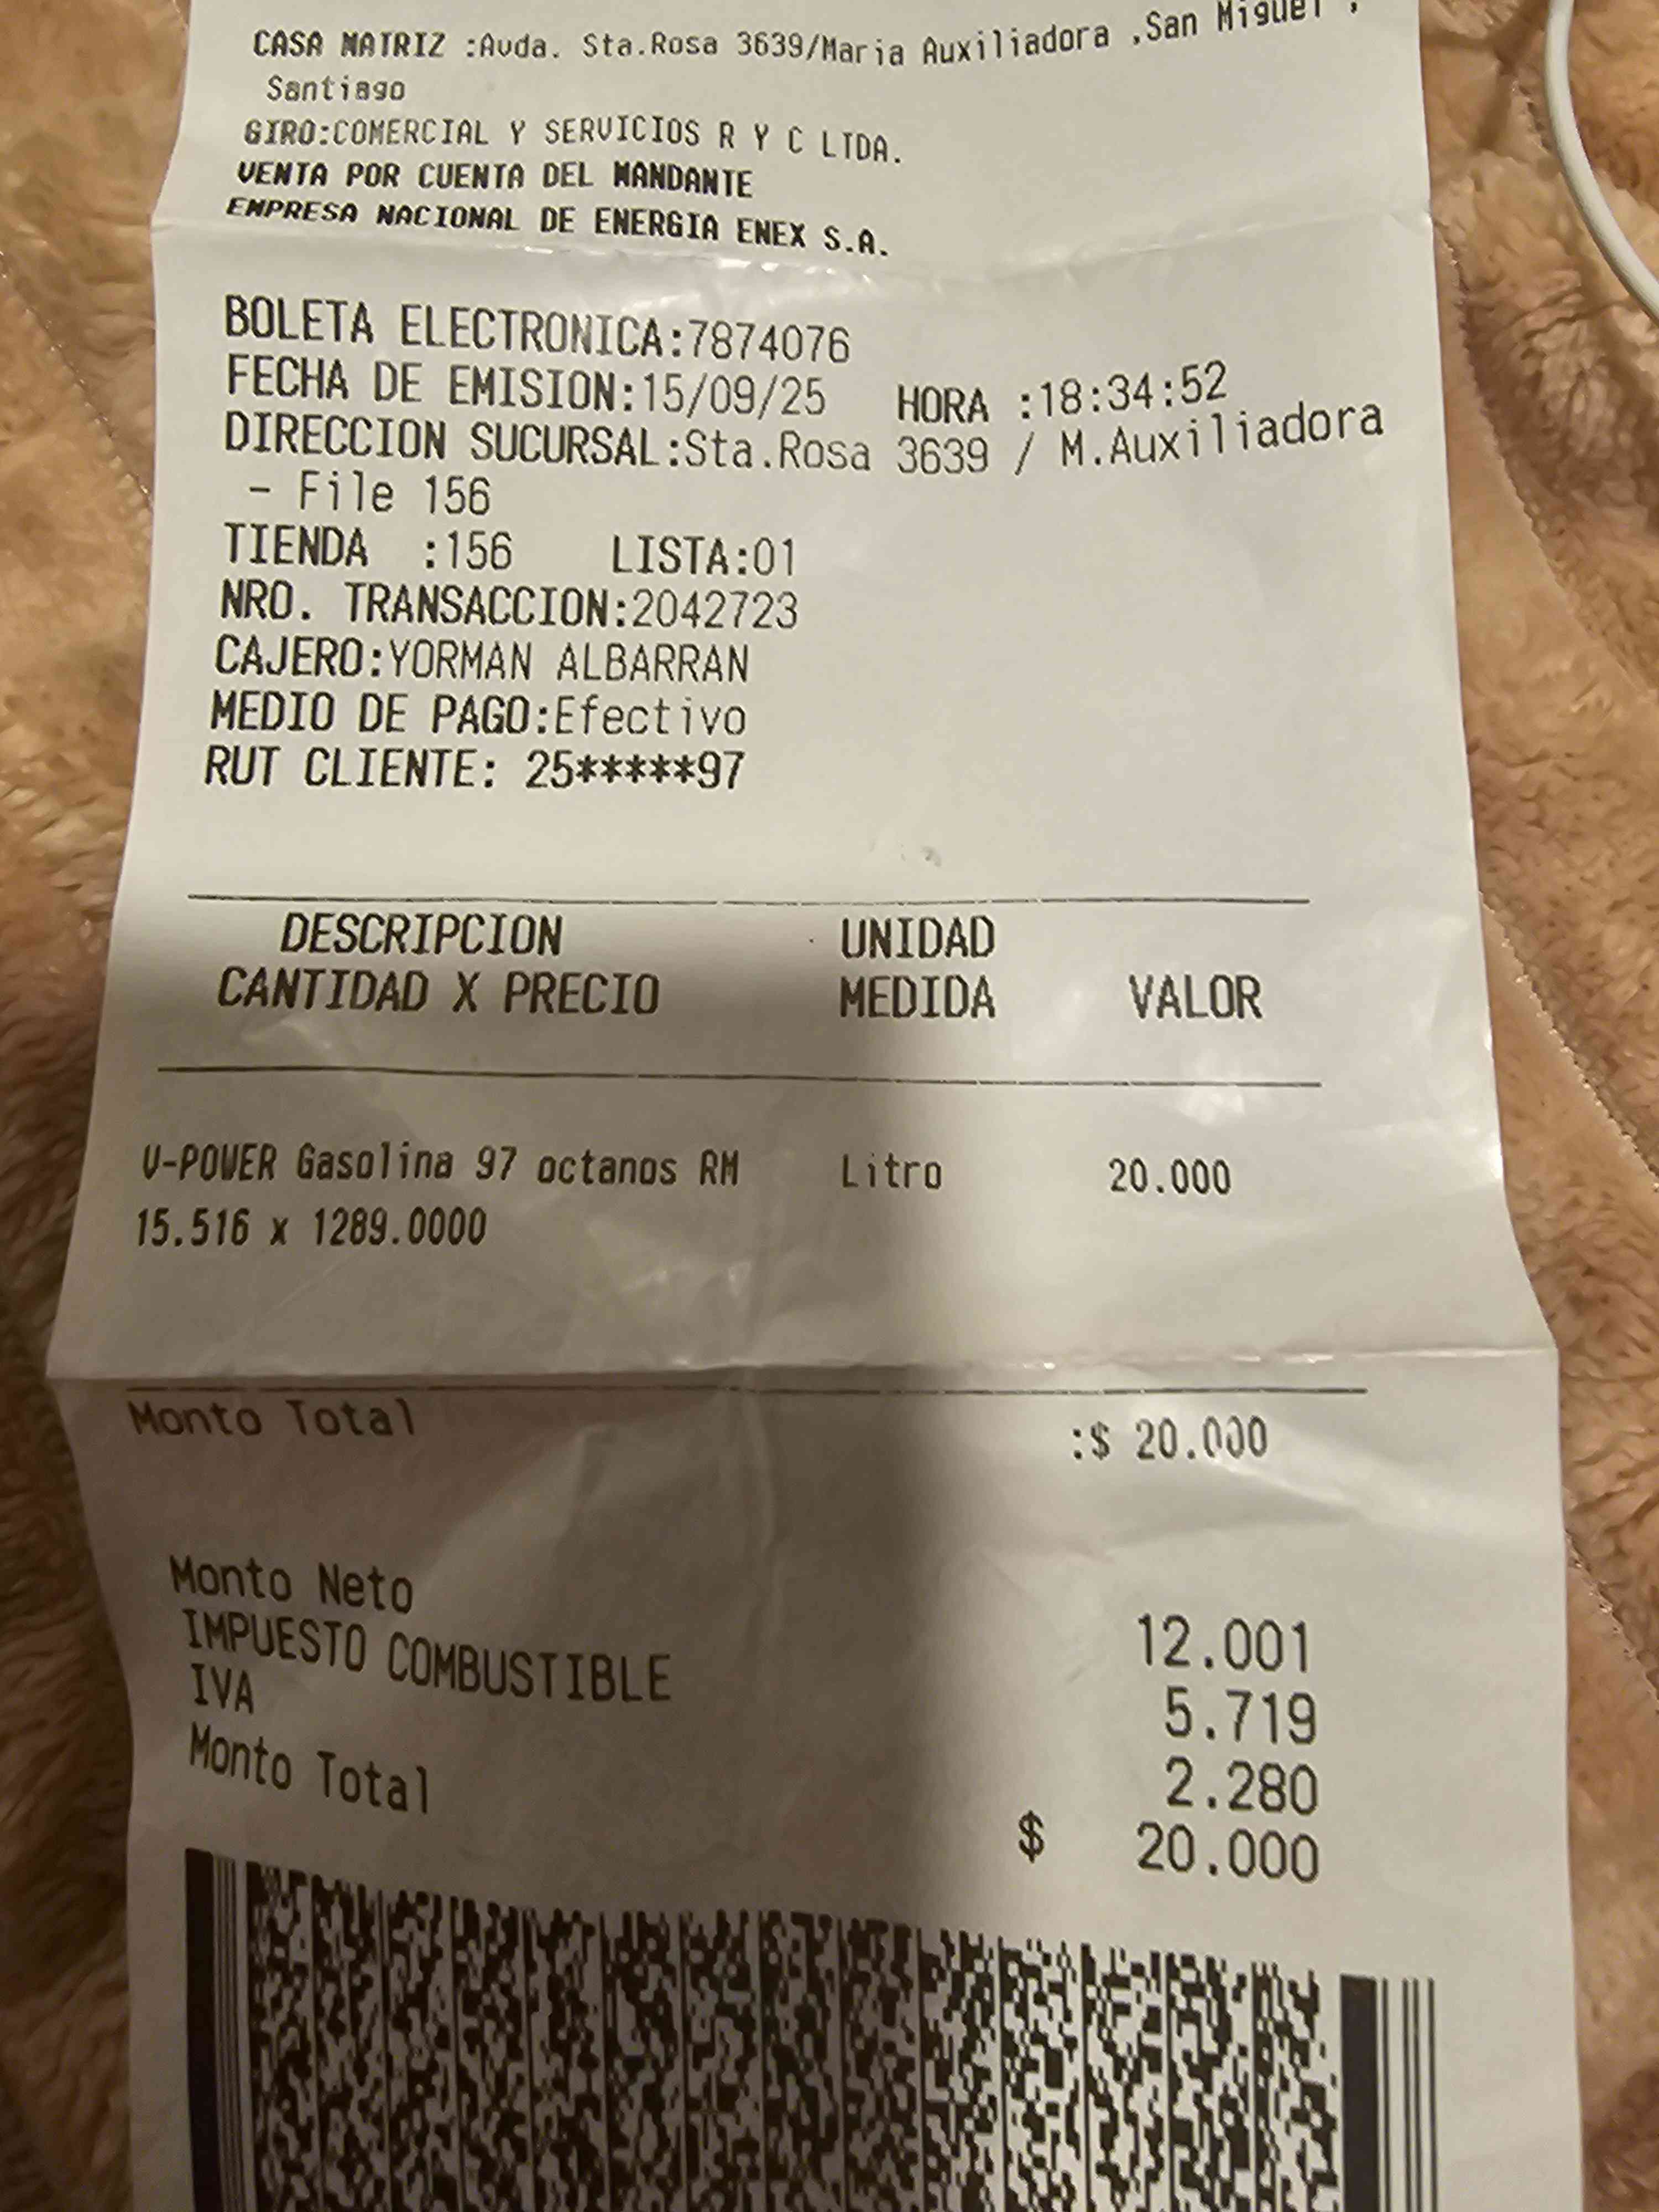 CASA MATRIZ :Avda. Sta.Rosa 3639/Maria Auxiliadora ,San Miguel ,
Santiago
GIRO:COMERCIAL Y SERVICIOS R Y C LTDA.
VENTA POR CUENTA DEL MANDANTE
EMPRESA NACIONAL DE ENERGIA ENEX S.A.
BOLETA ELECTRONICA:7874076
FECHA DE EMISION:15/09/25 HORA :18:34:52
DIRECCION SUCURSAL:Sta.Rosa 3639 / M.Auxiliadora
- File 156
TIENDA :156 LISTA:01
NRO. TRANSACCION:2042723
CAJERO:YORMAN ALBARRAN
MEDIO DE PAGO:Efectivo
RUT CLIENTE: 25*****97
DESCRIPCION UNIDAD
CANTIDAD X PRECIO MEDIDA VALOR
V-POWER Gasolina 97 octanos RM Litro 20.000
15.516 x 1289.0000
Monto Total :$ 20.000
Monto Neto 12.001
IMPUESTO COMBUSTIBLE 5.719
IVA 2.280
Monto Total $ 20.000